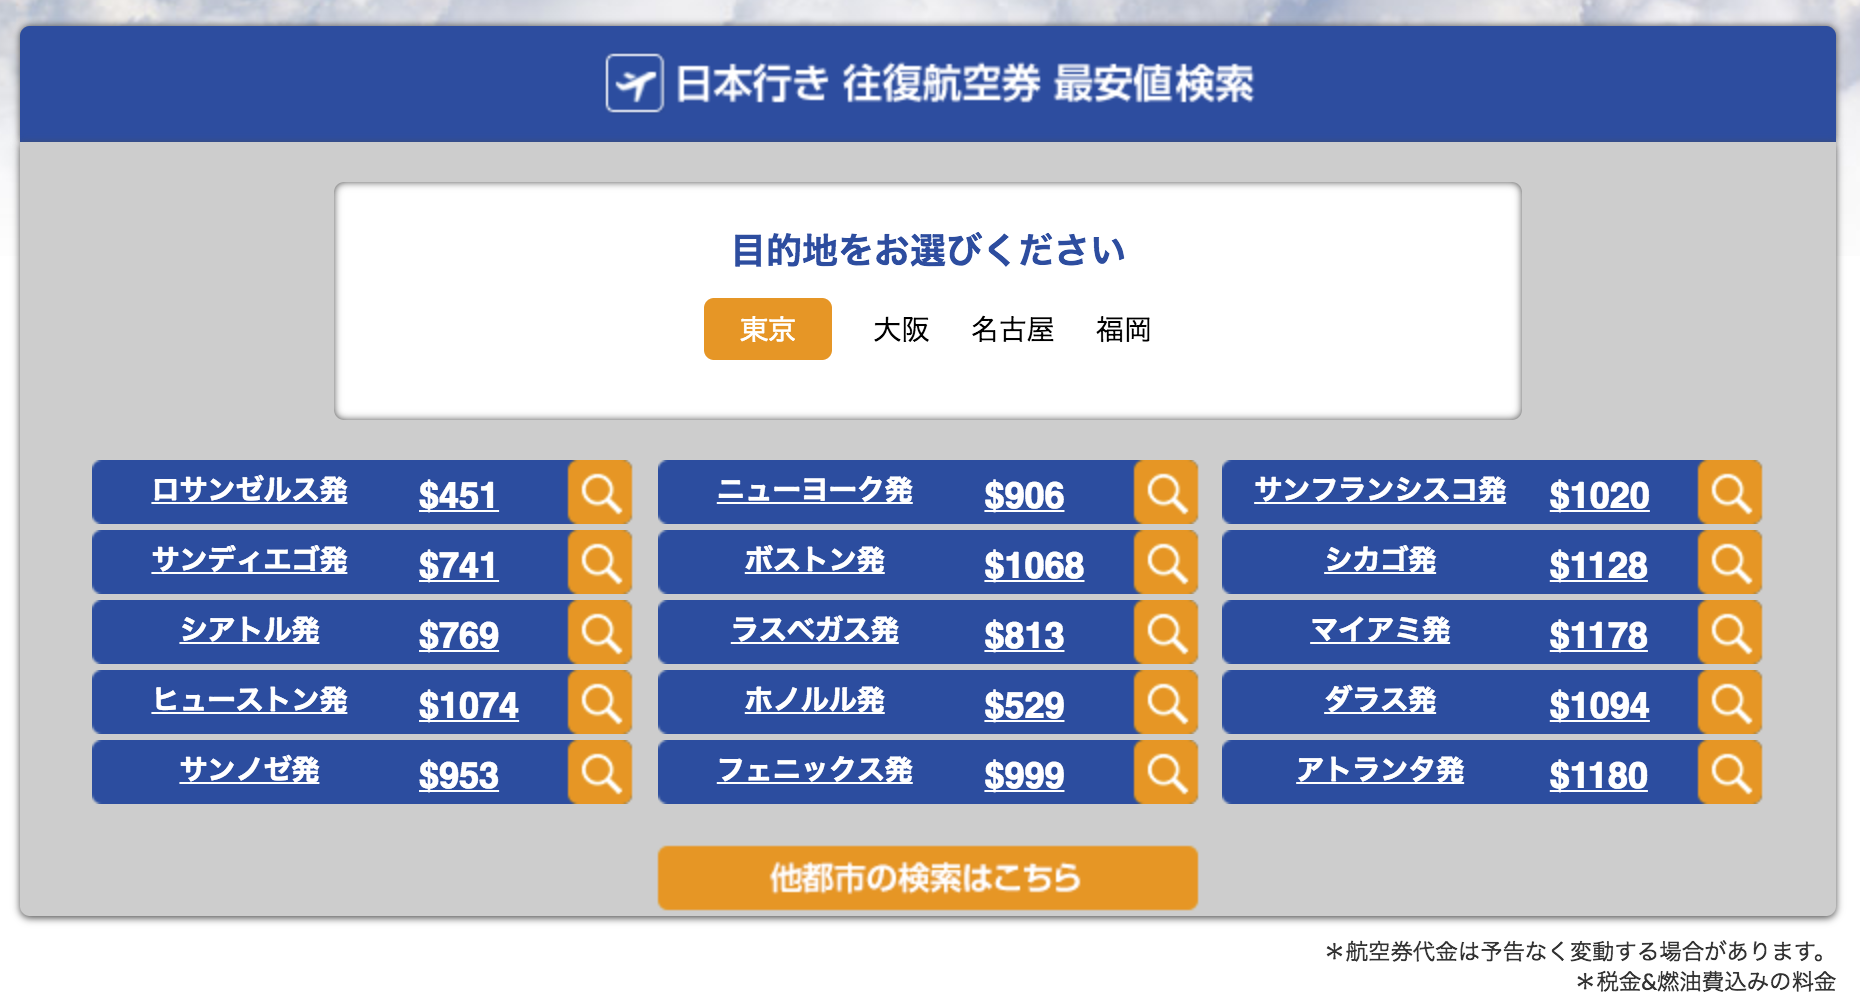 日本行き 往復航空券 最安値検索
目的地をお選びください
東京 大阪 名古屋 福岡
ロサンゼルス発 $451 ニューヨーク発 $906 サンフランシスコ発 $1020
サンディエゴ発 $741 ボストン発 $1068 シカゴ発 $1128
シアトル発 $769 ラスベガス発 $813 マイアミ発 $1178
ヒューストン発 $1074 ホノルル発 $529 ダラス発 $1094
サンノゼ発 $953 フェニックス発 $999 アトランタ発 $1180
他都市の検索はこちら
＊航空券代金は予告なく変動する場合があります。
＊税金&燃油費込みの料金